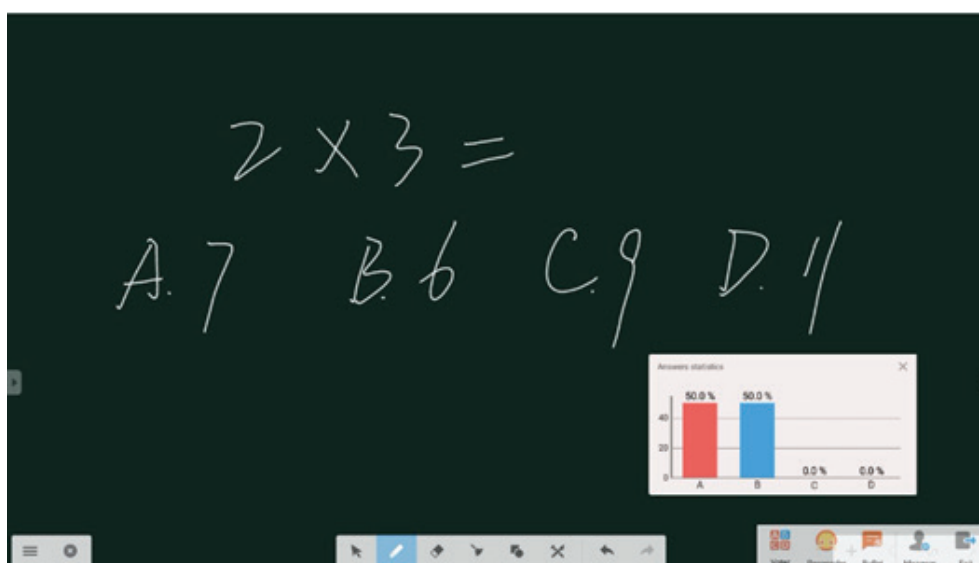 2 × 3 =
A. 7 B. 6 C. 9 D. 11
Answers statistics
50.0 % 50.0 %
40
20
0.0 % 0.0 %
0
A B C D